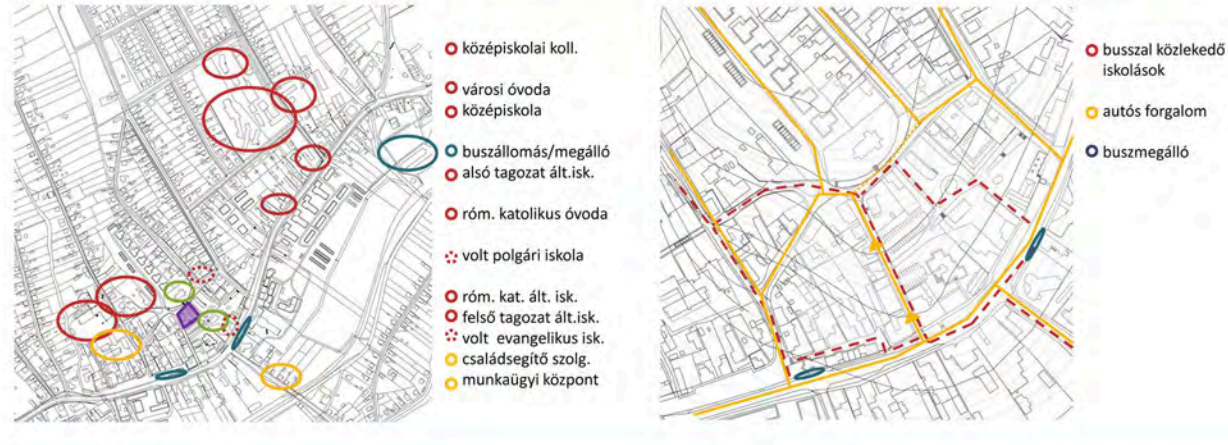 középiskolai koll.
városi óvoda
középiskola
buszállomás/megálló
alsó tagozat ált.isk.
róm. katolikus óvoda
volt polgári iskola
róm. kat. ált. isk.
felső tagozat ált.isk.
volt evangelikus isk.
családsegítő szolg.
munkaügyi központ
busszal közlekedő
iskolások
autós forgalom
buszmegálló